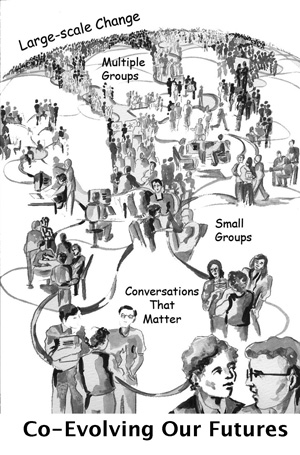 Large-scale Change
Multiple
Groups
Small
Groups
Conversations
That
Matter
Co-Evolving Our Futures